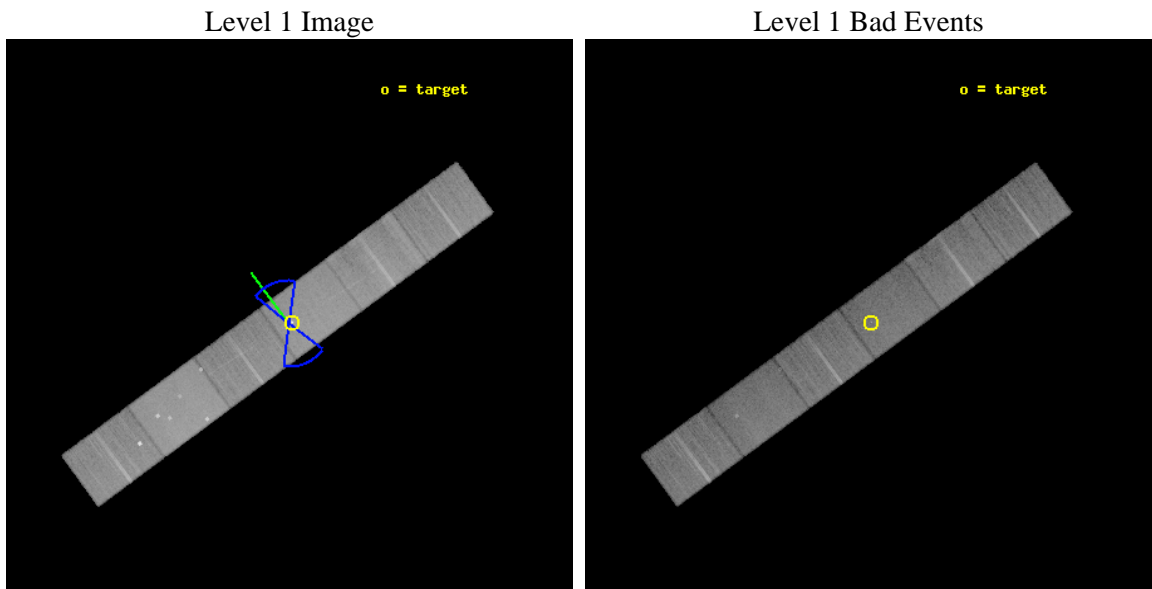 Level 1 Image
Level 1 Bad Events
o = target
o = target